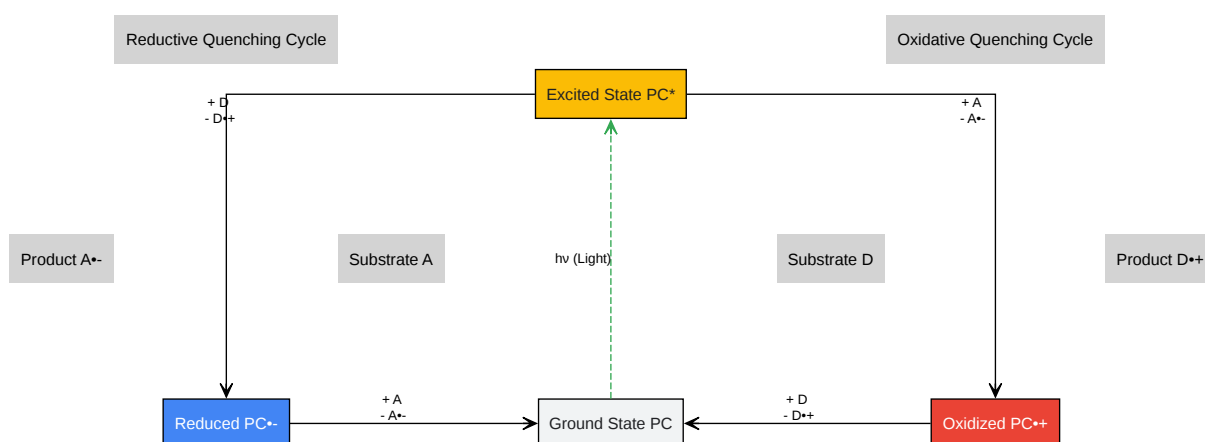 Reductive Quenching Cycle
Oxidative Quenching Cycle
Excited State PC*
+ D
- D•+
+ A
- A•-
Product A•-
Substrate A
hν (Light)
Substrate D
Product D•+
+ A
- A•-
+ D
- D•+
Reduced PC•-
Ground State PC
Oxidized PC•+